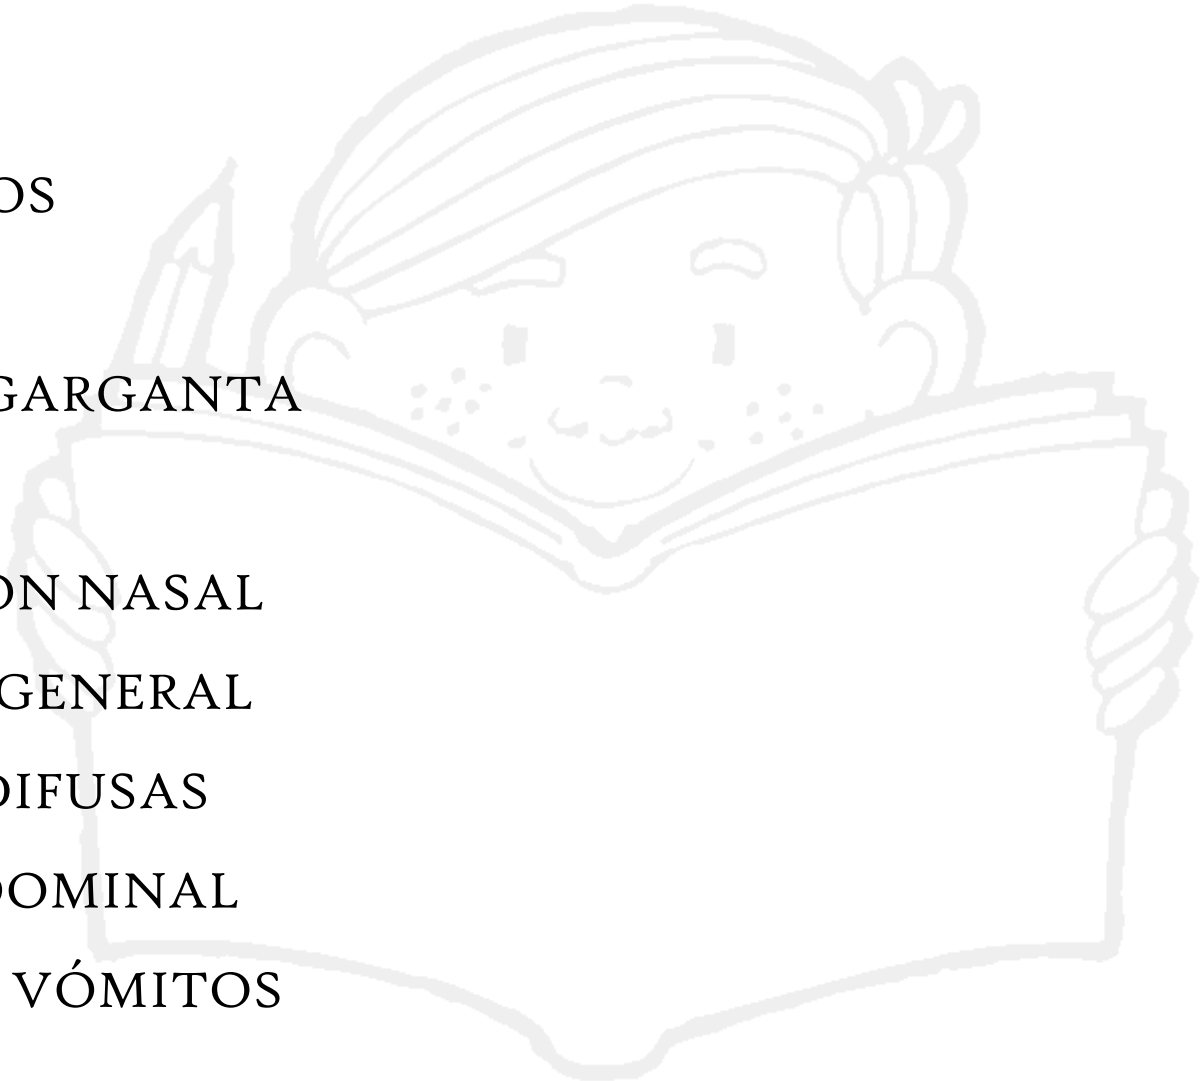 OS
GARGANTA
ON NASAL
GENERAL
DIFUSAS
DOMINAL
VÓMITOS